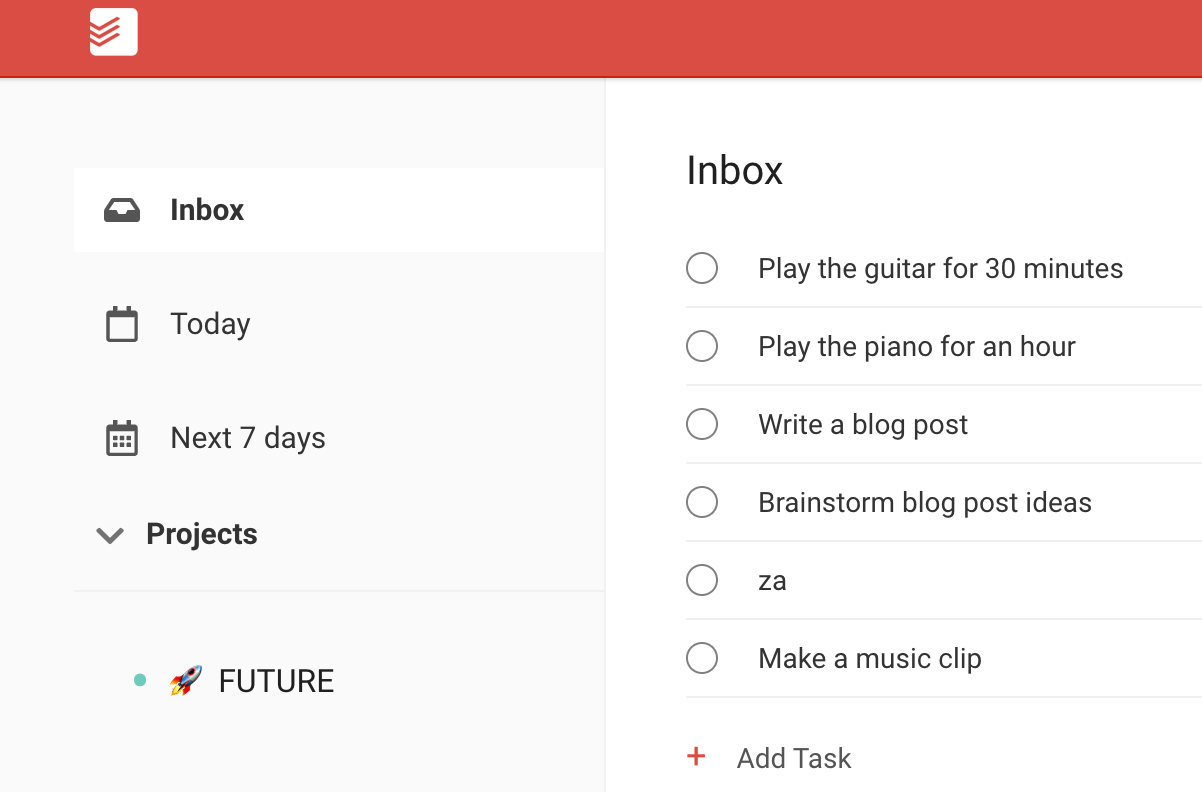 Inbox
Today
Next 7 days
Projects
🚀 FUTURE
Inbox
Play the guitar for 30 minutes
Play the piano for an hour
Write a blog post
Brainstorm blog post ideas
za
Make a music clip
+ Add Task